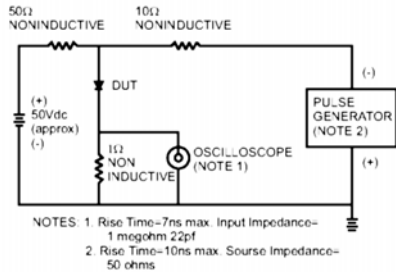 50Ω
NONINDUCTIVE
10Ω
NONINDUCTIVE
(+)
50Vdc
(approx)
(-)
DUT
1Ω
NON
INDUCTIVE
OSCILLOSCOPE
(NOTE 1)
(-)
PULSE
GENERATOR
(NOTE 2)
(+)
NOTES: 1. Rise Time=7ns max. Input Impedance=
1 megohm 22pf
2. Rise Time=10ns max. Sourse Impedance=
50 ohms